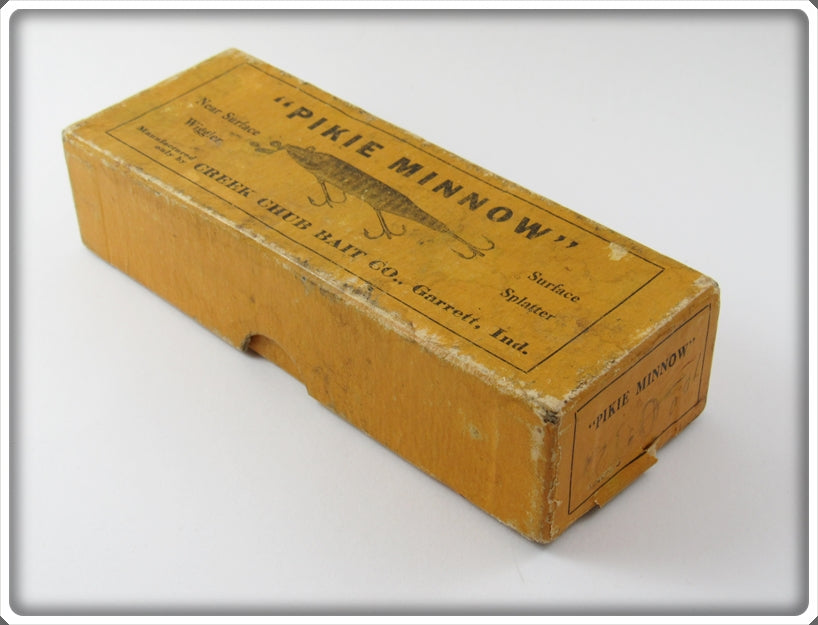 "PIKIE MINNOW"
Near Surface
Wiggler
Surface
Splatter
Manufactured
only by
CREEK CHUB BAIT CO., Garrett, Ind.
"PIKIE MINNOW"